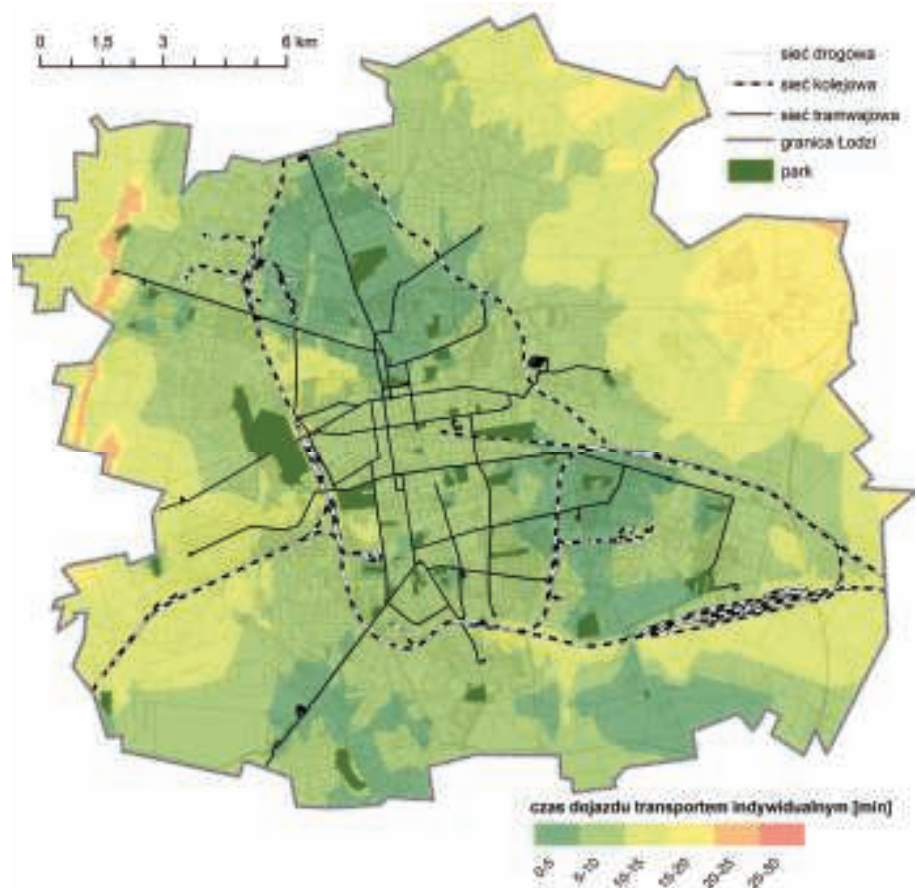 0 1,5 3 6 km
sieć drogowa
sieć kolejowa
sieć tramwajowa
granica Łodzi
park
czas dojazdu transportem indywidualnym [min]
0-5 5-10 10-15 15-20 20-25 25-30